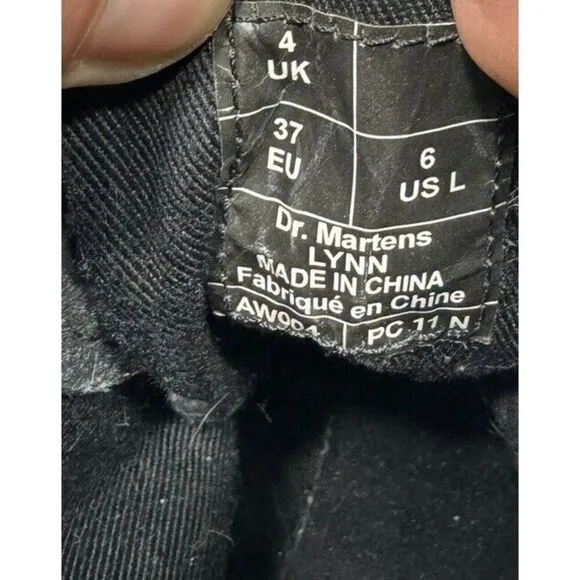 4
UK
37
EU
6
US L
Dr. Martens
LYNN
MADE IN CHINA
Fabriqué en Chine
AW004 PC 11 N